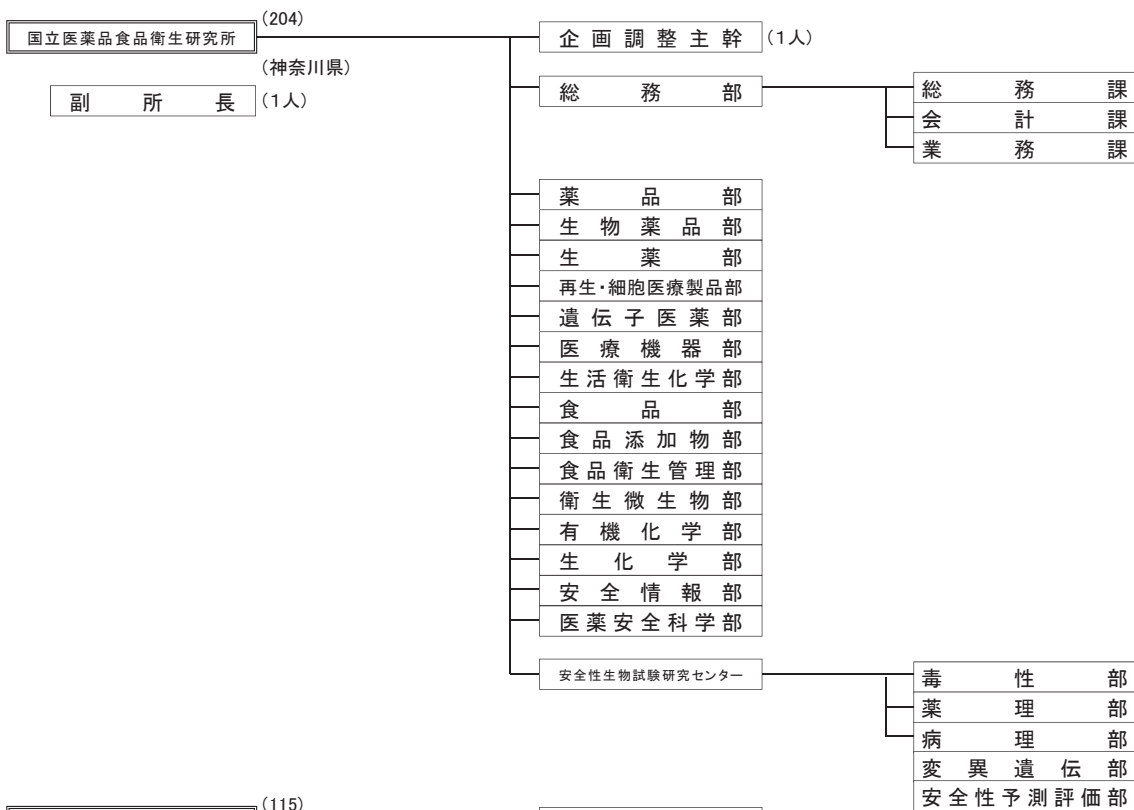 国立医薬品食品衛生研究所
(204)
(神奈川県)
副所長
(1人)
企画調整主幹
(1人)
総務部
総務課
会計課
業務課
薬品部
生物薬品部
生薬部
再生・細胞医療製品部
遺伝子医薬部
医療機器部
生活衛生化学部
食品部
食品添加物部
食品衛生管理部
衛生微生物部
有機化学部
生化学部
安全情報部
医薬安全科学部
安全性生物試験研究センター
毒性部
薬理部
病理部
変異遺伝部
安全性予測評価部
(115)